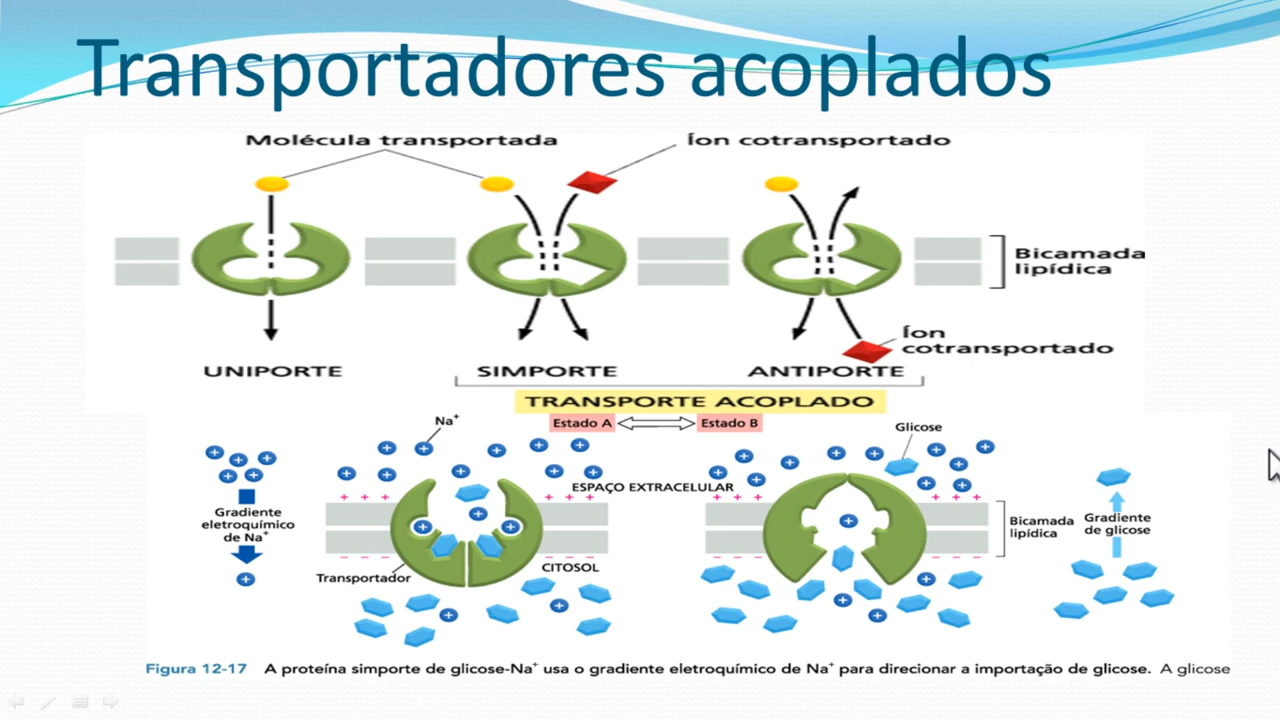 Transportadores acoplados
Molécula transportada
Íon cotransportado
Bicamada
lipídica
Íon
cotransportado
UNIPORTE
SIMPORTE
ANTIPORTE
TRANSPORTE ACOPLADO
Estado A
Estado B
Na+
Glicose
ESPAÇO EXTRACELULAR
Gradiente
eletroquímico
de Na+
Bicamada
lipídica
Gradiente
de glicose
Transportador
CITOSOL
Figura 12-17 A proteína simporte de glicose-Na+ usa o gradiente eletroquímico de Na+ para direcionar a importação de glicose. A glicose